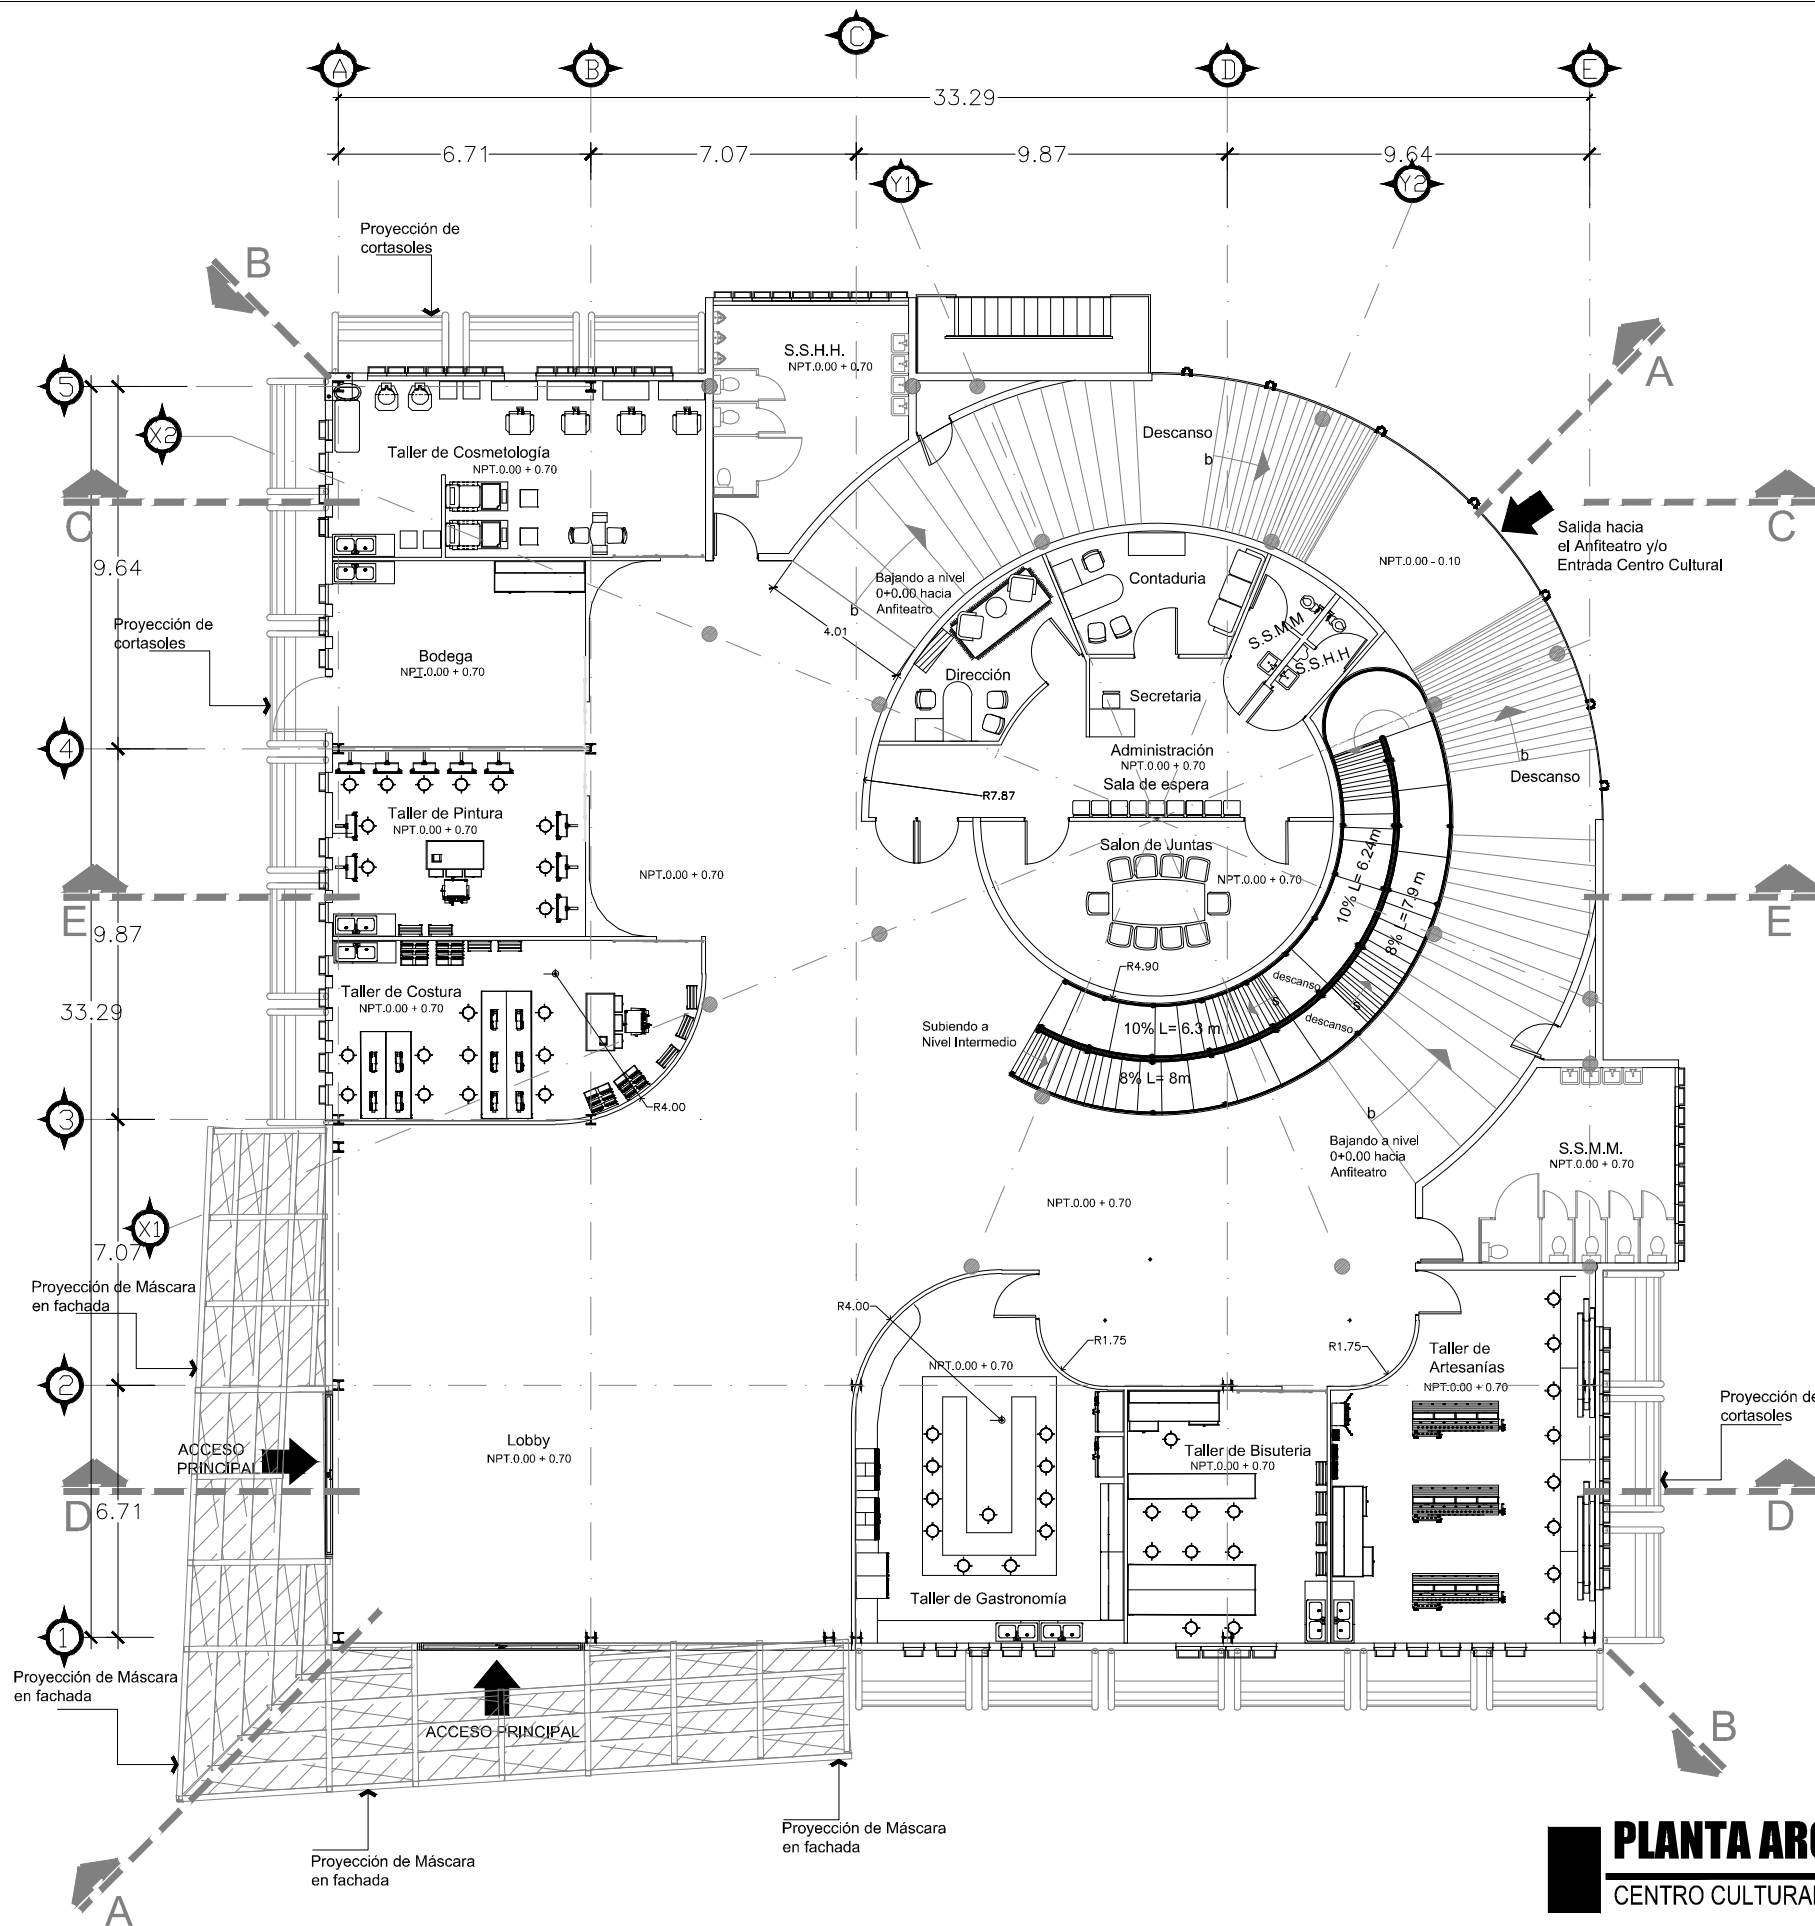 C
A
B
D
E
33.29
6.71
7.07
9.87
9.64
Y1
Y2
Proyección de
cortasoles
B
A
S.S.H.H.
NPT.0.00 + 0.70
5
X2
Descanso
b
Taller de Cosmetología
NPT.0.00 + 0.70
C
C
Salida hacia
el Anfiteatro y/o
Entrada Centro Cultural
NPT.0.00 - 0.10
9.64
Bajando a nivel
0+0.00 hacia
Anfiteatro
b
4.01
Contaduria
S.S.M.M
S.S.H.H
Proyección de
cortasoles
Bodega
NPT.0.00 + 0.70
Dirección
Secretaria
4
Administración
NPT.0.00 + 0.70
Sala de espera
b
Descanso
R7.87
Taller de Pintura
NPT.0.00 + 0.70
Salon de Juntas
NPT.0.00 + 0.70
NPT.0.00 + 0.70
10% L= 6.24m
8% L=7.9 m
E
E
9.87
R4.90
descanso
s
s
descanso
Taller de Costura
NPT.0.00 + 0.70
33.29
Subiendo a
Nivel Intermedio
10% L= 6.3 m
8% L= 8m
R4.00
3
b
Bajando a nivel
0+0.00 hacia
Anfiteatro
S.S.M.M.
NPT.0.00 + 0.70
NPT.0.00 + 0.70
X1
7.07
Proyección de Máscara
en fachada
R4.00
R1.75
R1.75
NPT.0.00 + 0.70
Taller de
Artesanías
NPT.0.00 + 0.70
2
Proyección de
cortasoles
Lobby
NPT.0.00 + 0.70
ACCESO
PRINCIPAL
Taller de Bisuteria
NPT.0.00 + 0.70
D
D
6.71
Taller de Gastronomía
1
Proyección de Máscara
en fachada
ACCESO PRINCIPAL
B
Proyección de Máscara
en fachada
Proyección de Máscara
en fachada
A
PLANTA ARQ
CENTRO CULTURAL